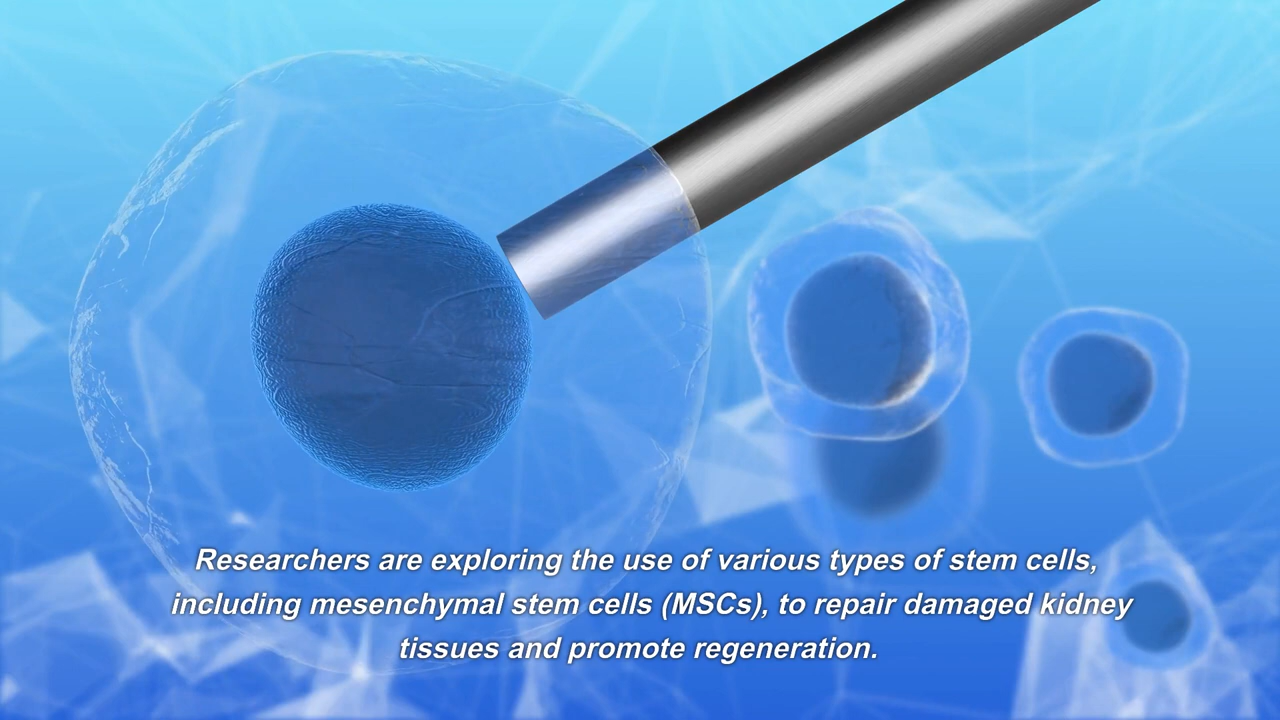 Researchers are exploring the use of various types of stem cells,
including mesenchymal stem cells (MSCs), to repair damaged kidney
tissues and promote regeneration.